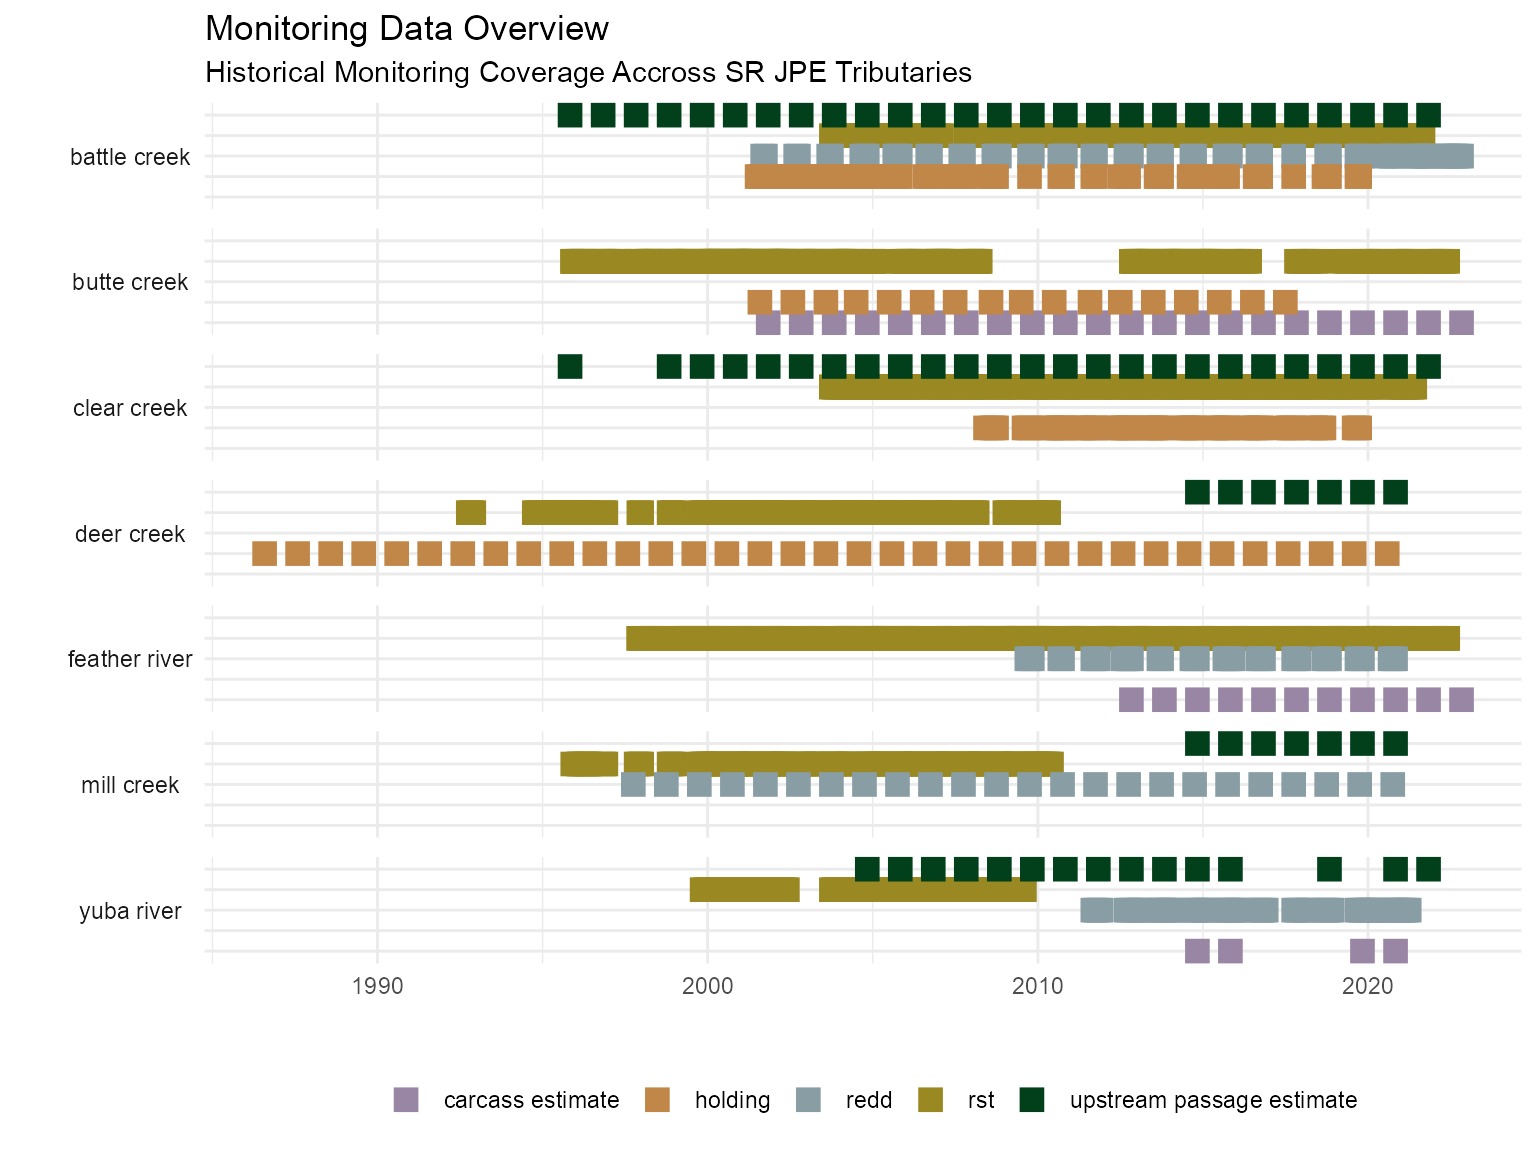 Monitoring Data Overview
Historical Monitoring Coverage Accross SR JPE Tributaries
battle creek
butte creek
clear creek
deer creek
feather river
mill creek
yuba river
1990 2000 2010 2020
carcass estimate holding redd rst upstream passage estimate